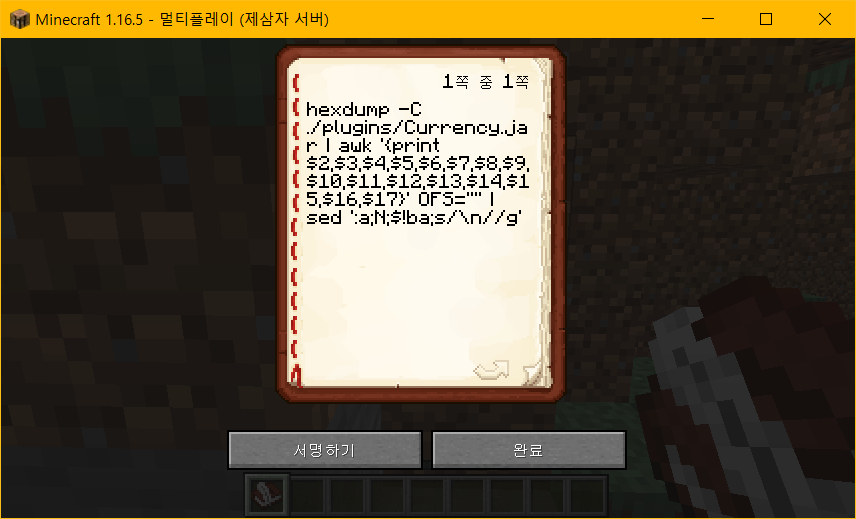 Minecraft 1.16.5 - 멀티플레이 (제삼자 서버)
1쪽 중 1쪽
hexdump -C
./plugins/Currency.ja
r | awk '{print
$2,$3,$4,$5,$6,$7,$8,$9,
$10,$11,$12,$13,$14,$1
5,$16,$17}' OFS="" |
sed ':a;N;$!ba;s/\n//g'
서명하기
완료